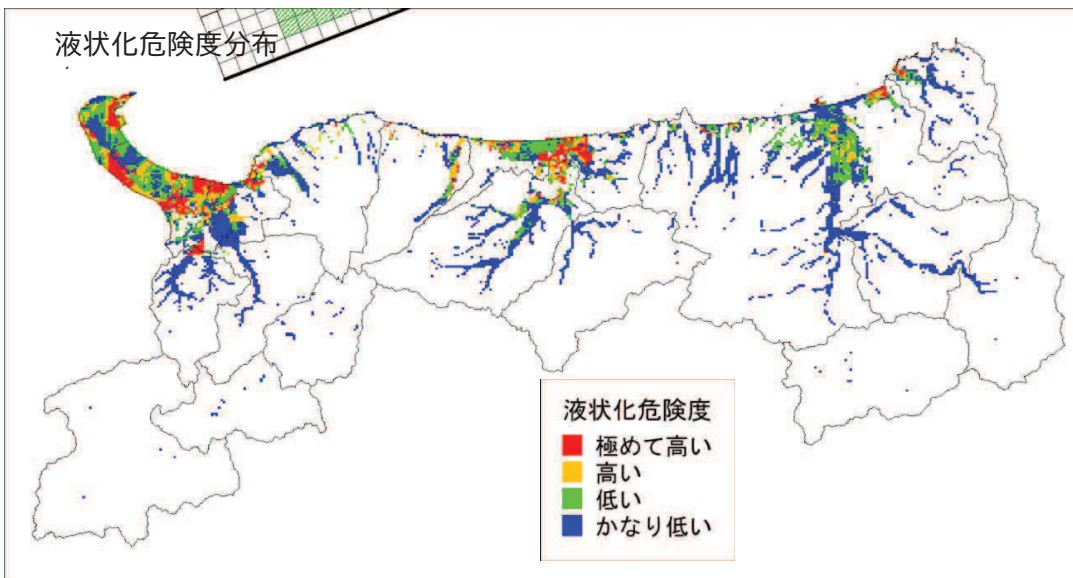 液状化危険度分布
液状化危険度
極めて高い
高い
低い
かなり低い